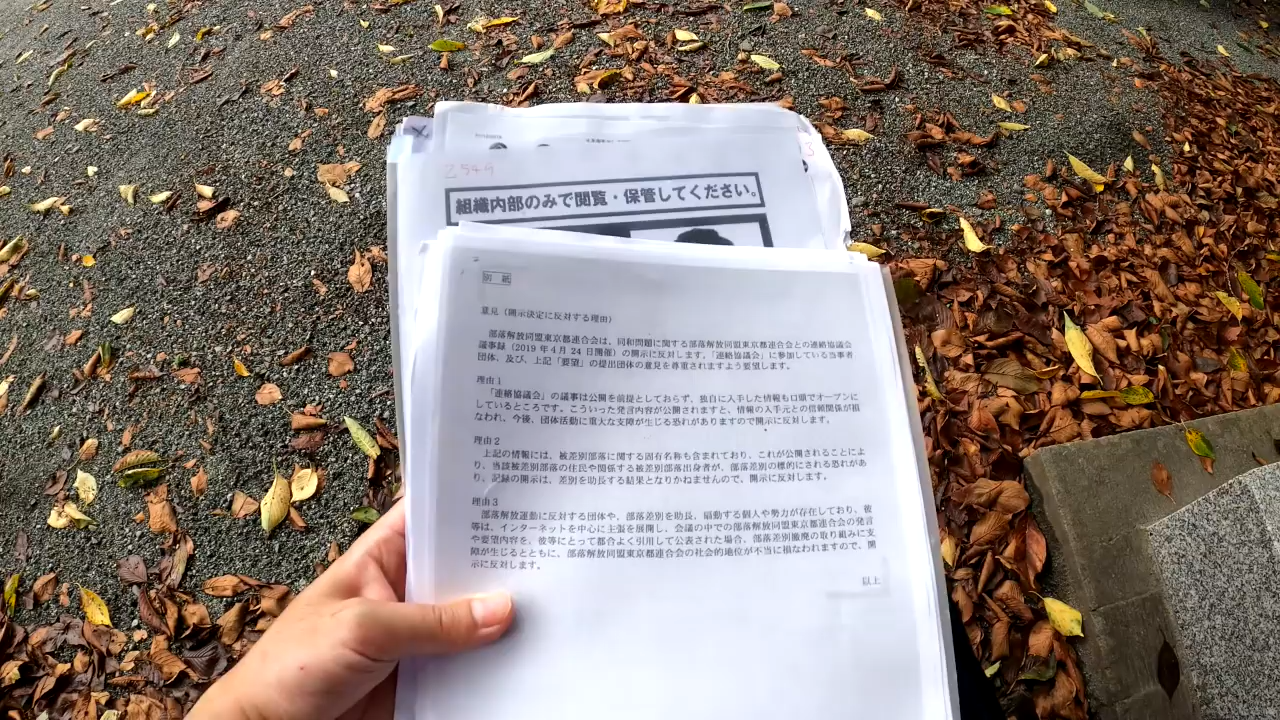 2549
13
組織内部のみで閲覧・保管してください。
別 紙
意見（開示決定に反対する理由）
部落解放同盟東京都連合会は、同和問題に関する部落解放同盟東京都連合会との連絡協議会
議事録（2019 年 4 月 24 日開催）の開示に反対します。「連絡協議会」に参加している当事者
団体、及び、上記「要望」の提出団体の意見を尊重されますよう要望します。
理由1
「連絡協議会」の議事は公開を前提としておらず、独自に入手した情報も口頭でオープンに
しているところです。こういった発言内容が公開されますと、情報の入手元との信頼関係が損
なわれ、今後、団体活動に重大な支障が生じる恐れがありますので開示に反対します。
理由2
上記の情報には、被差別部落に関する固有名称も含まれており、これが公開されることによ
り、当該被差別部落の住民や関係する被差別部落出身者が、部落差別の標的にされる恐れがあ
り、記録の開示は、差別を助長する結果となりかねませんので、開示に反対します。
理由3
部落解放運動に反対する団体や、部落差別を助長、扇動する個人や勢力が存在しており、彼
等は、インターネットを中心に主張を展開し、会議の中での部落解放同盟東京都連合会の発言
や要望内容を、彼等にとって都合よく引用して公表された場合、部落差別撤廃の取り組みに支
障が生じるとともに、部落解放同盟東京都連合会の社会的地位が不当に損なわれますので、開
示に反対します。
以上